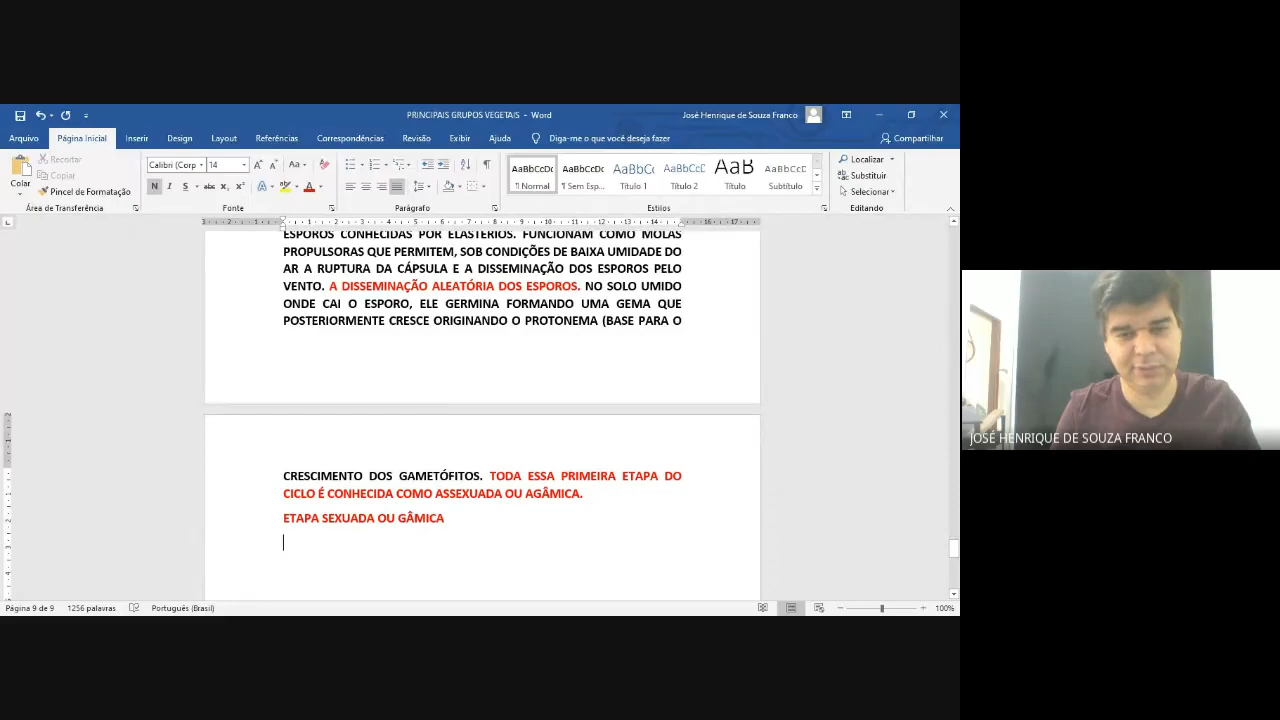 PRINCIPAIS GRUPOS VEGETAIS - Word
José Henrique de Souza Franco
Arquivo
Página Inicial
Inserir
Design
Layout
Referências
Correspondências
Revisão
Exibir
Ajuda
Diga-me o que você deseja fazer
Compartilhar
Colar
Recortar
Copiar
Pincel de Formatação
Área de Transferência
Calibri (Corp
14
Fonte
Parágrafo
AaBbCcDc
¶ Normal
AaBbCcDc
¶ Sem Esp...
AaBbCc
Título 1
AaBbCcD
Título 2
AaB
Título
AaBbCcD
Subtítulo
Estilos
Localizar
Substituir
Selecionar
Editando
ESPOROS CONHECIDAS POR ELASTÉRIOS. FUNCIONAM COMO MOLAS
PROPULSORAS QUE PERMITEM, SOB CONDIÇÕES DE BAIXA UMIDADE DO
AR A RUPTURA DA CÁPSULA E A DISSEMINAÇÃO DOS ESPOROS PELO
VENTO. A DISSEMINAÇÃO ALEATÓRIA DOS ESPOROS. NO SOLO UMIDO
ONDE CAI O ESPORO, ELE GERMINA FORMANDO UMA GEMA QUE
POSTERIORMENTE CRESCE ORIGINANDO O PROTONEMA (BASE PARA O
CRESCIMENTO DOS GAMETÓFITOS. TODA ESSA PRIMEIRA ETAPA DO
CICLO É CONHECIDA COMO ASSEXUADA OU AGÂMICA.
ETAPA SEXUADA OU GÂMICA
Página 9 de 9
1256 palavras
Português (Brasil)
100%
JOSÉ HENRIQUE DE SOUZA FRANCO